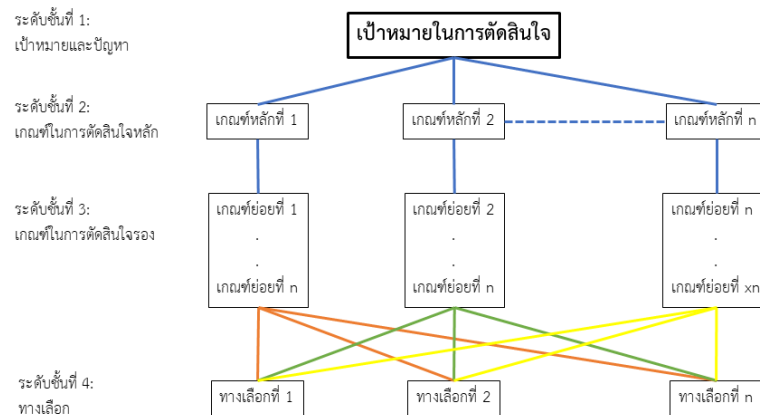 ระดับชั้นที่ 1:
เป้าหมายและปัญหา
เป้าหมายในการตัดสินใจ
ระดับชั้นที่ 2:
เกณฑ์ในการตัดสินใจหลัก
เกณฑ์หลักที่ 1
เกณฑ์หลักที่ 2
เกณฑ์หลักที่ n
ระดับชั้นที่ 3:
เกณฑ์ในการตัดสินใจรอง
เกณฑ์ย่อยที่ 1
.
.
เกณฑ์ย่อยที่ n
เกณฑ์ย่อยที่ 2
.
.
เกณฑ์ย่อยที่ n
เกณฑ์ย่อยที่ n
.
.
เกณฑ์ย่อยที่ xn
ระดับชั้นที่ 4:
ทางเลือก
ทางเลือกที่ 1
ทางเลือกที่ 2
ทางเลือกที่ n